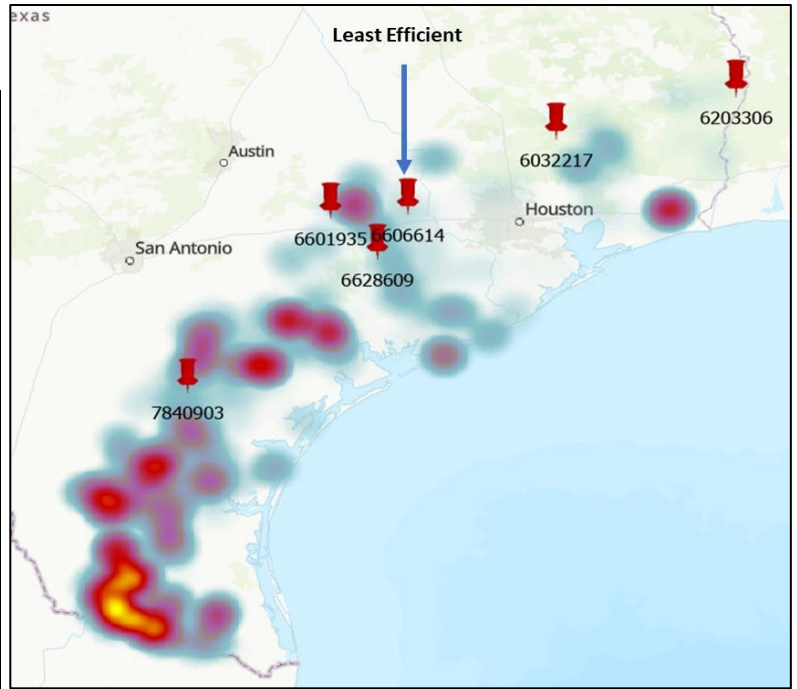 exas
Least Efficient
6203306
6032217
Austin
Houston
6601935
6606614
San Antonio
6628609
7840903